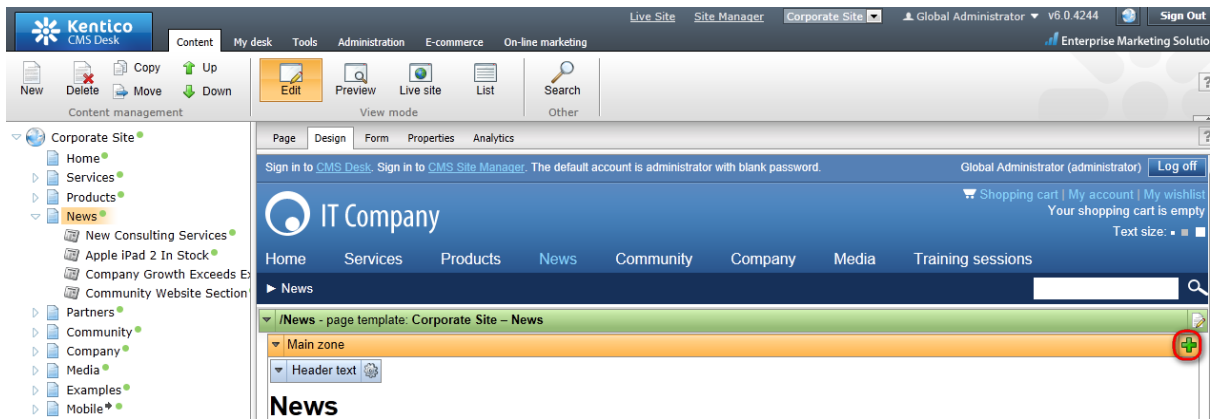 Live Site Site Manager Corporate Site Global Administrator v6.0.4244 Sign Out
Kentico
CMS Desk
Content My desk Tools Administration E-commerce On-line marketing
Enterprise Marketing Solutio
New Delete Copy Move Up Down
Content management
Edit Preview Live site List
View mode
Search
Other
?
Corporate Site
Home
Services
Products
News
New Consulting Services
Apple iPad 2 In Stock
Company Growth Exceeds Ex
Community Website Section
Partners
Community
Company
Media
Examples
Mobile
Page Design Form Properties Analytics
?
Sign in to CMS Desk. Sign in to CMS Site Manager. The default account is administrator with blank password. Global Administrator (administrator) Log off
Shopping cart | My account | My wishlist
Your shopping cart is empty
Text size:
IT Company
Home Services Products News Community Company Media Training sessions
► News
/News - page template: Corporate Site – News
Main zone
Header text
News